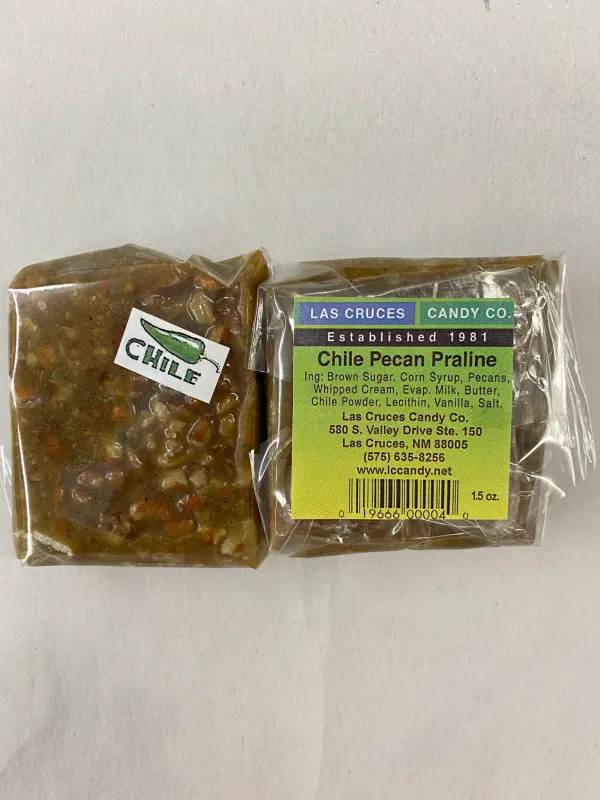 CHILE
LAS CRUCES CANDY CO.
Established 1981
Chile Pecan Praline
Ing: Brown Sugar, Corn Syrup, Pecans,
Whipped Cream, Evap. Milk, Butter,
Chile Powder, Lecithin, Vanilla, Salt.
Las Cruces Candy Co.
580 S. Valley Drive Ste. 150
Las Cruces, NM 88005
(575) 635-8256
www.lccandy.net
1.5 oz.
0 19666 00004 0